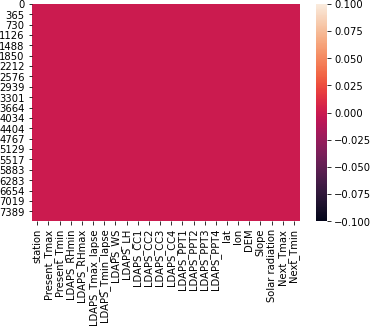 0
365
730
1126
1488
1850
2212
2576
2939
3301
3664
4034
4404
4767
5129
5517
5883
6283
6654
7019
7389
0.100
0.075
0.050
0.025
0.000
−0.025
−0.050
−0.075
−0.100
station
Present_Tmax
Present_Tmin
LDAPS_RHmin
LDAPS_RHmax
LDAPS_Tmax_lapse
LDAPS_Tmin_lapse
LDAPS_WS
LDAPS_LH
LDAPS_CC1
LDAPS_CC2
LDAPS_CC3
LDAPS_CC4
LDAPS_PPT1
LDAPS_PPT2
LDAPS_PPT3
LDAPS_PPT4
lat
lon
DEM
Slope
Solar radiation
Next_Tmax
Next_Tmin